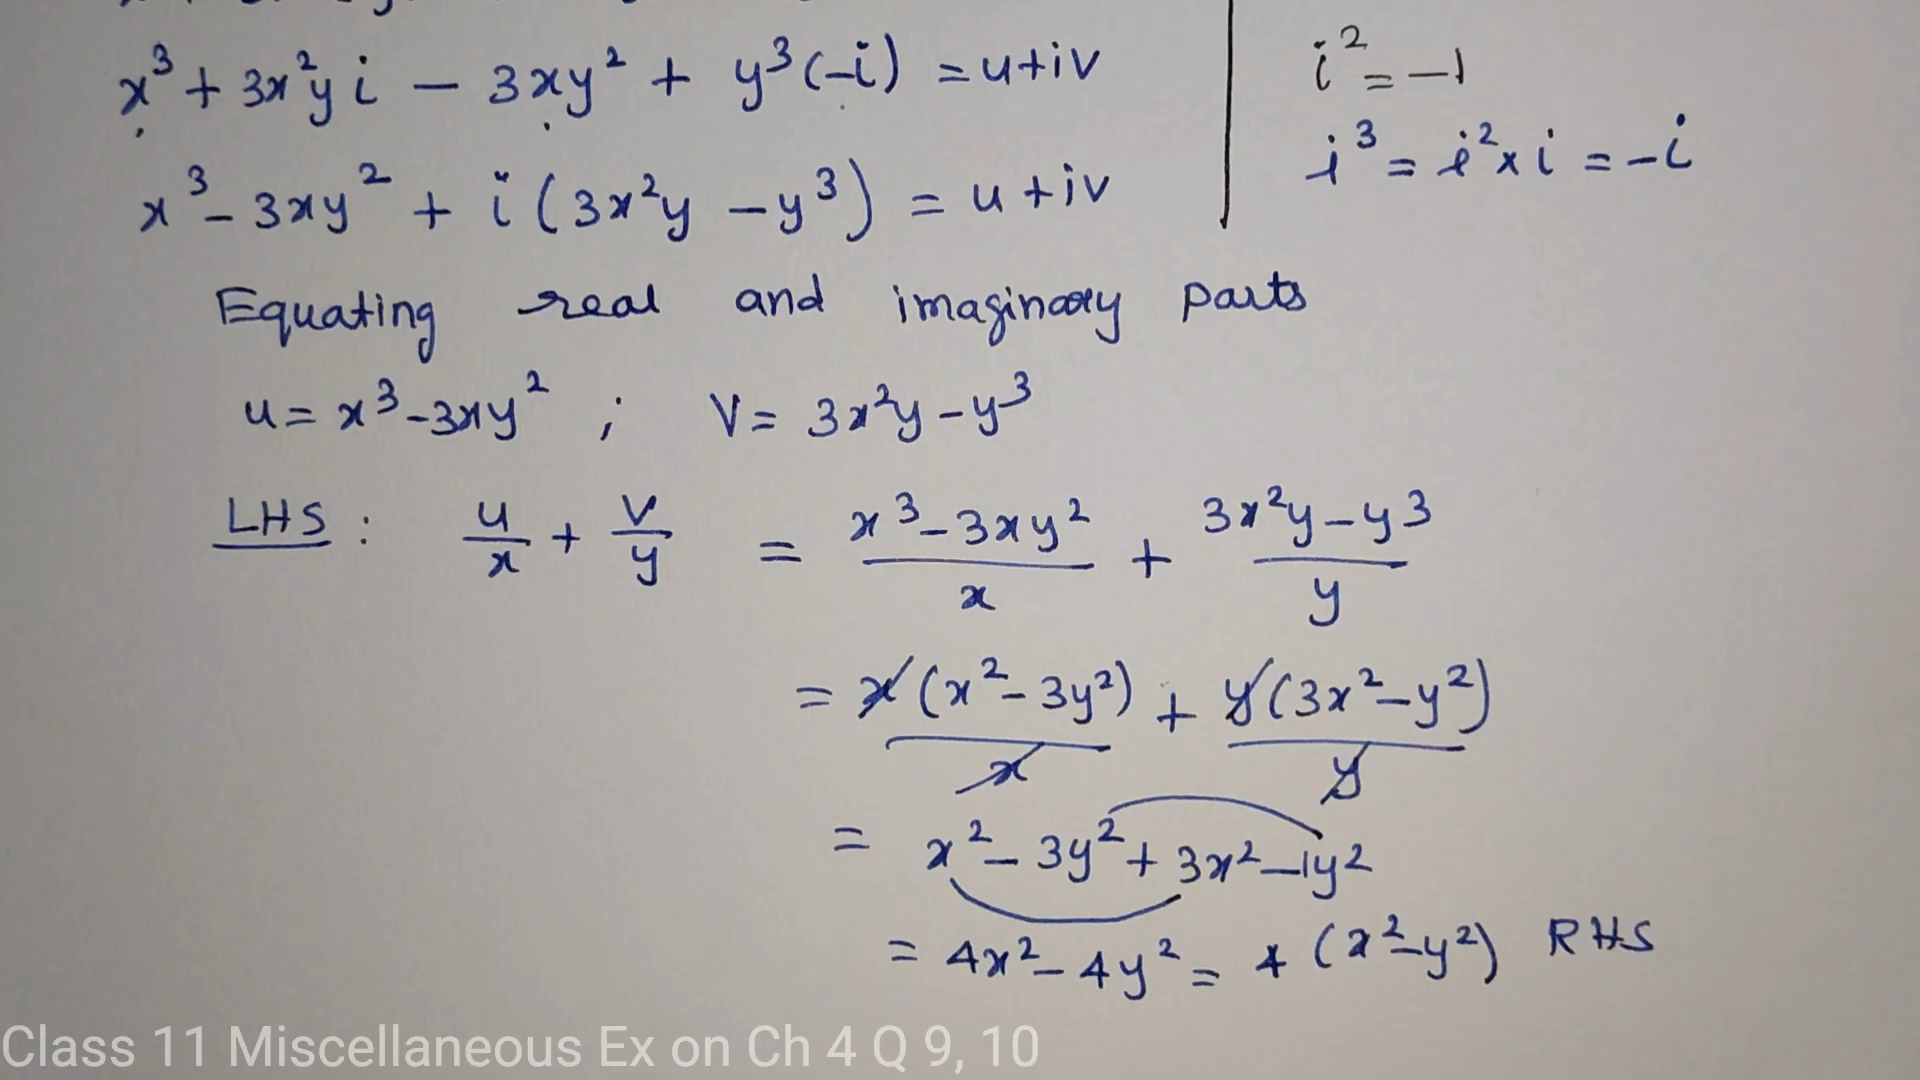 x³ + 3x²yi − 3xy² + y³(−i) = u+iv
x³ − 3xy² + i(3x²y − y³) = u + iv
i² = −1
i³ = i² × i = −i
Equating real and imaginary parts
u = x³ − 3xy² ; V = 3x²y − y³
LHS : u/x + v/y = (x³ − 3xy²)/x + (3x²y − y³)/y
= x(x² − 3y²)/x + y(3x² − y²)/y
= x² − 3y² + 3x² − 1y²
= 4x² − 4y² = 4(x² − y²) RHS
Class 11 Miscellaneous Ex on Ch 4 Q 9, 10